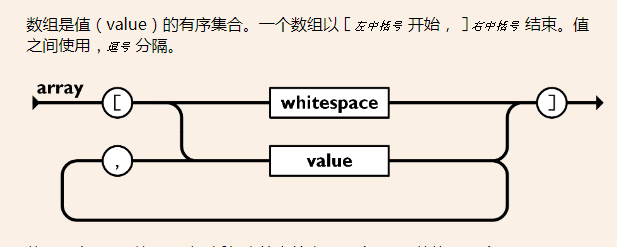 数组是值（value）的有序集合。一个数组以 [ 左中括号 开始， ] 右中括号 结束。值
之间使用 , 逗号 分隔。
array
[ whitespace ]
, value